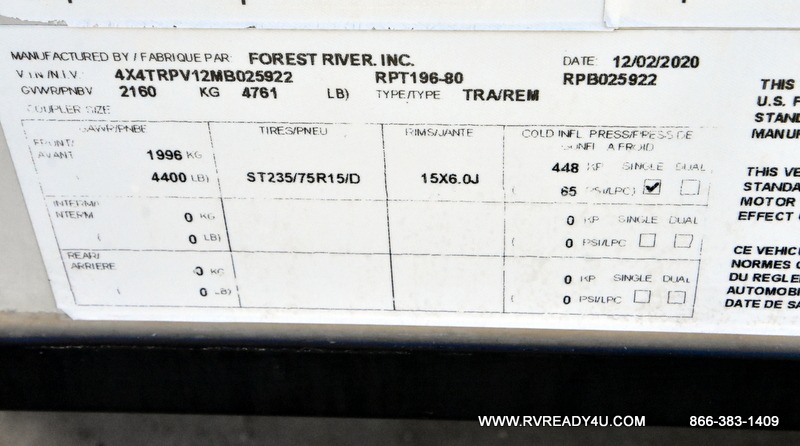 MANUFACTURED BY / FABRIQUE PAR: FOREST RIVER, INC. DATE: 12/02/2020
V.I.N/N.I.V.: 4X4TRPV12MB025922 RPT196-80 RPB025922
GVWR/PNBV 2160 KG 4761 LB) TYPE/TYPE TRA/REM
COUPLER SIZE
GAWR/PNBE TIRES/PNEU RIMS/JANTE COLD INFL. PRESS/PRESS DE
FRONT/ GONFL A FROID
AVANT 1996 KG 448 KP SINGLE DUAL
4400 LB) ST235/75R15/D 15X6.0J ( 65 PSI/LPC)
INTERM/
INTERM 0 KG 0 KP SINGLE DUAL
( 0 LB) ( 0 PSI/LPC
REAR/
ARRIERE 0 KG 0 KP SINGLE DUAL
( 0 LB) ( 0 PSI/LPC
THIS
U.S. F
STAND
MANUF
THIS VE
STANDA
MOTOR
EFFECT
CE VEHICU
NORMES
DU REGLE
AUTOMOBI
DATE DE SA
WWW.RVREADY4U.COM 866-383-1409